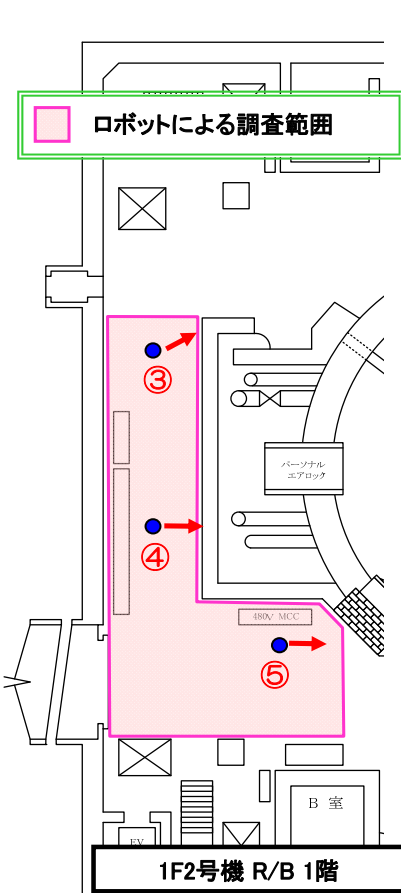 ロボットによる調査範囲
③
パーソナル
エアロック
④
480V MCC
⑤
B 室
EV
1F2号機 R/B 1階